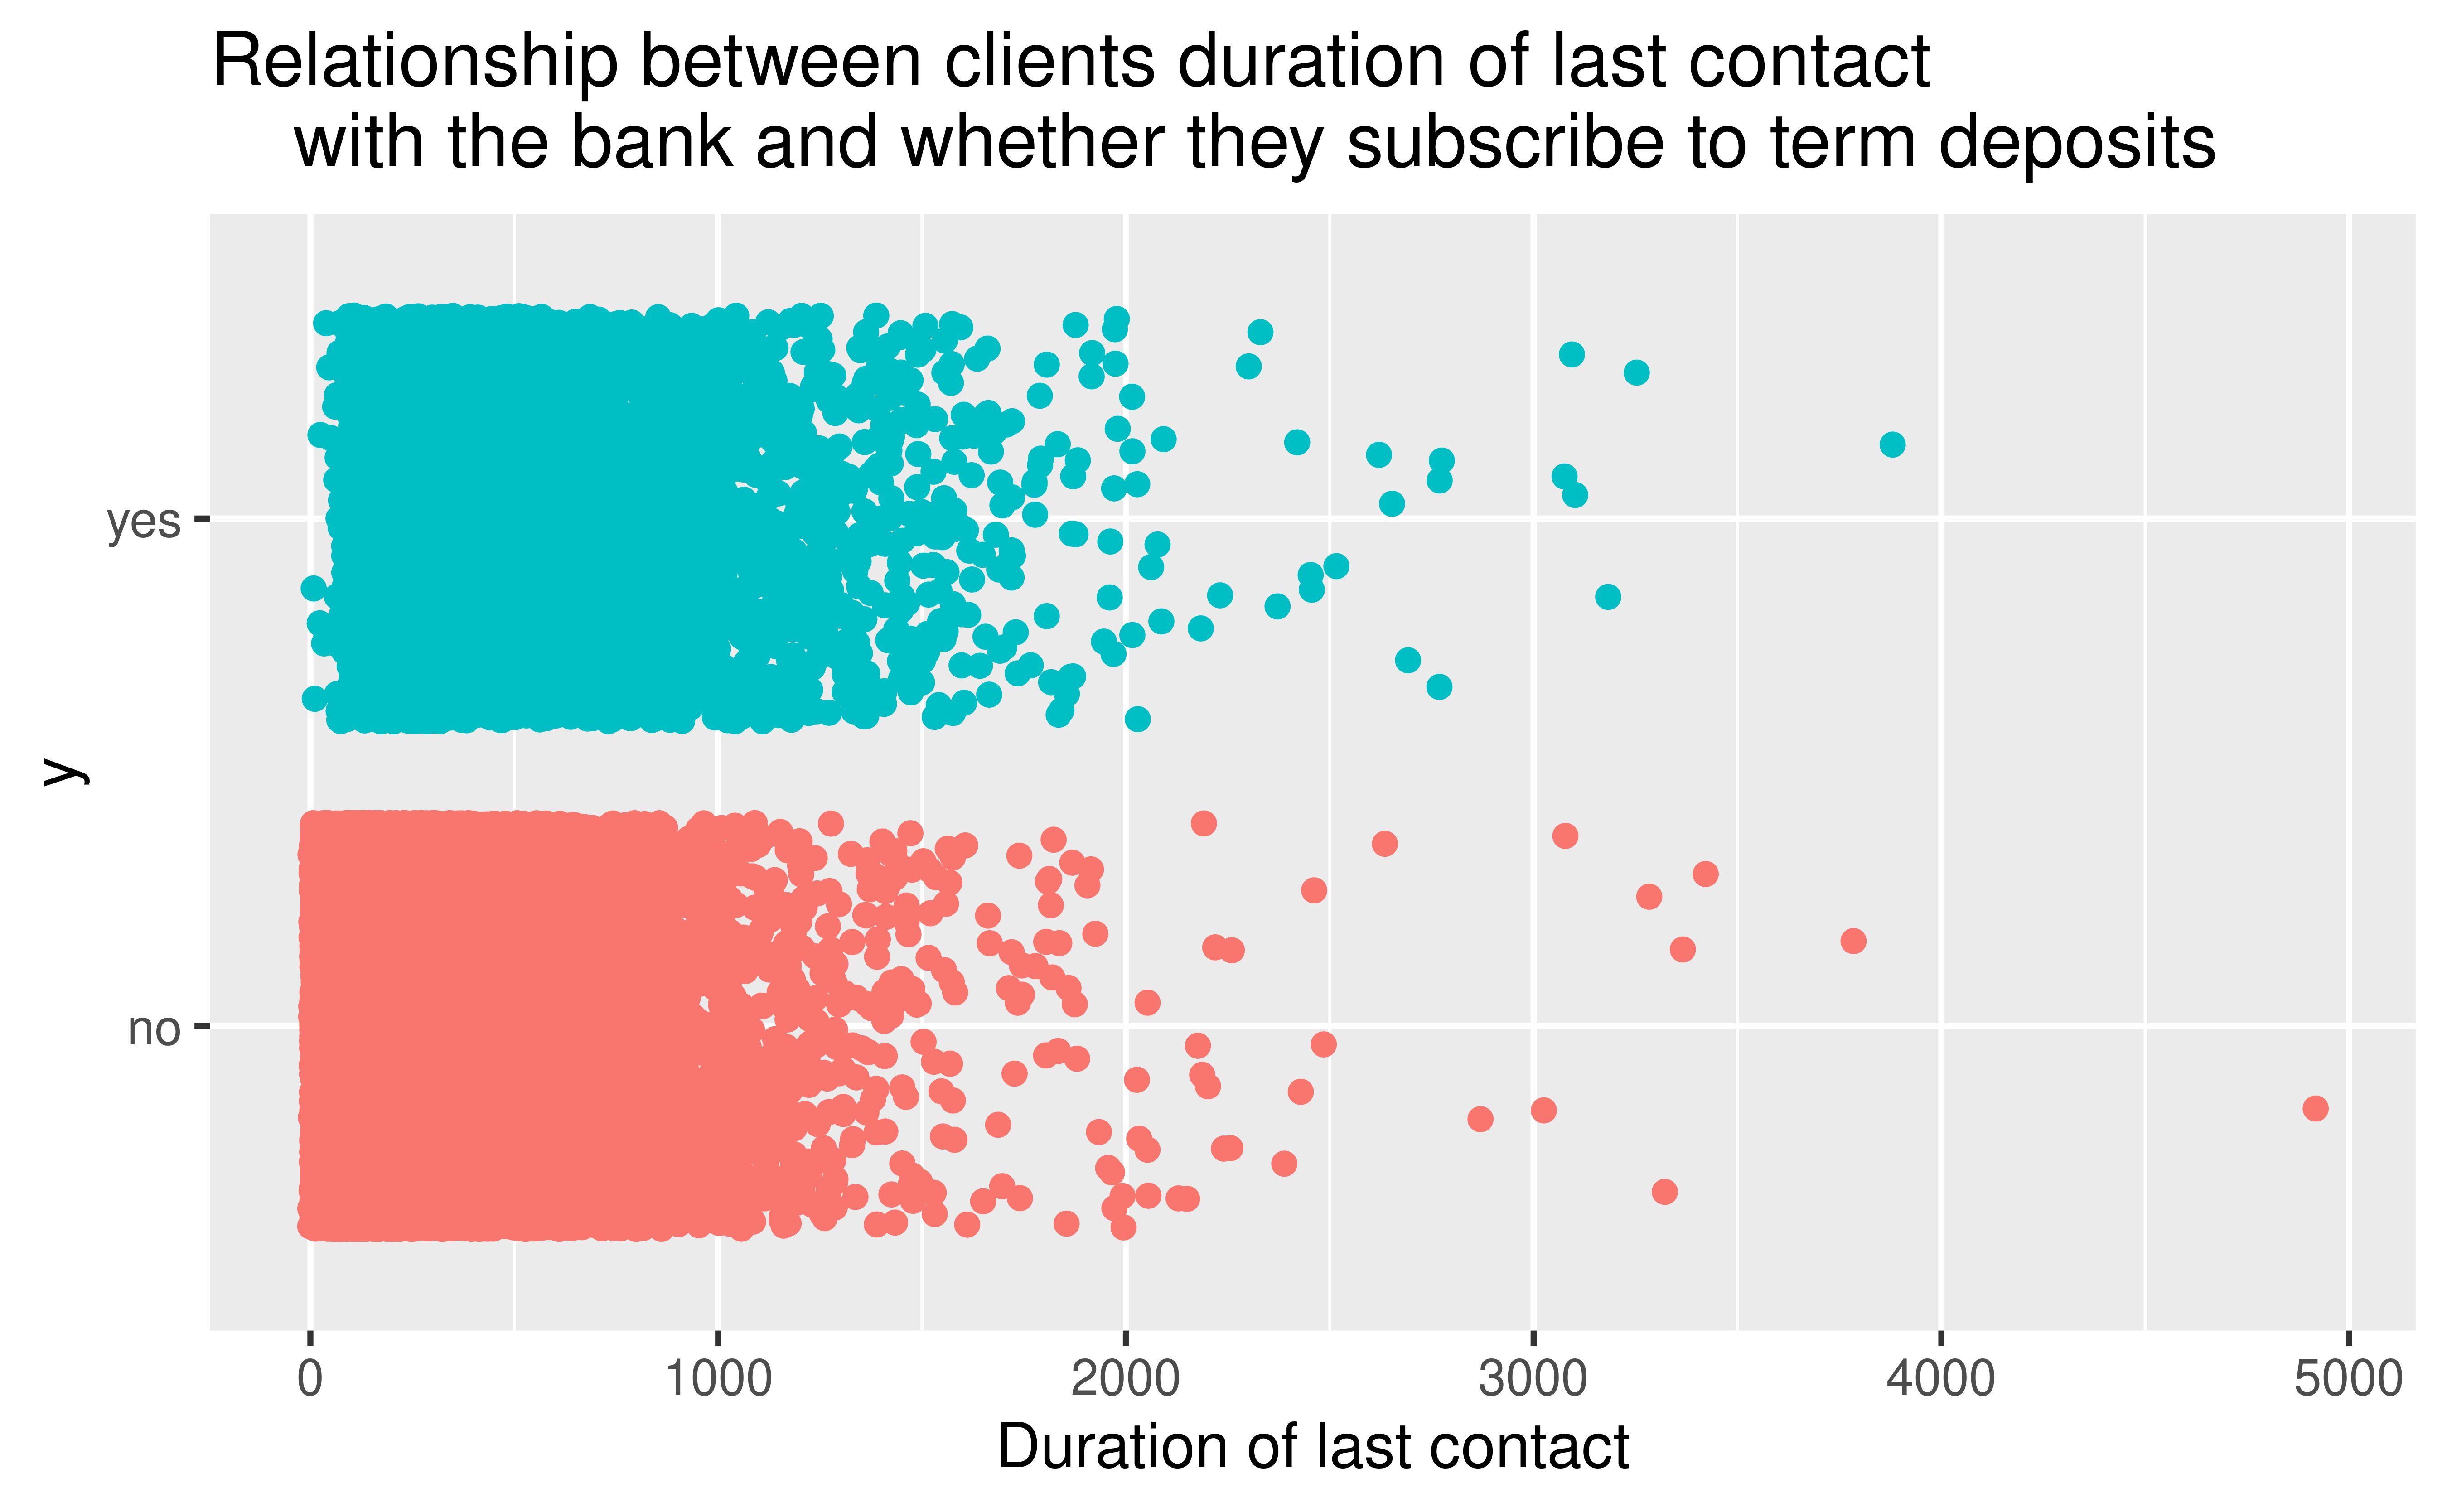 Relationship between clients duration of last contact
with the bank and whether they subscribe to term deposits
yes
y
no
0 1000 2000 3000 4000 5000
Duration of last contact